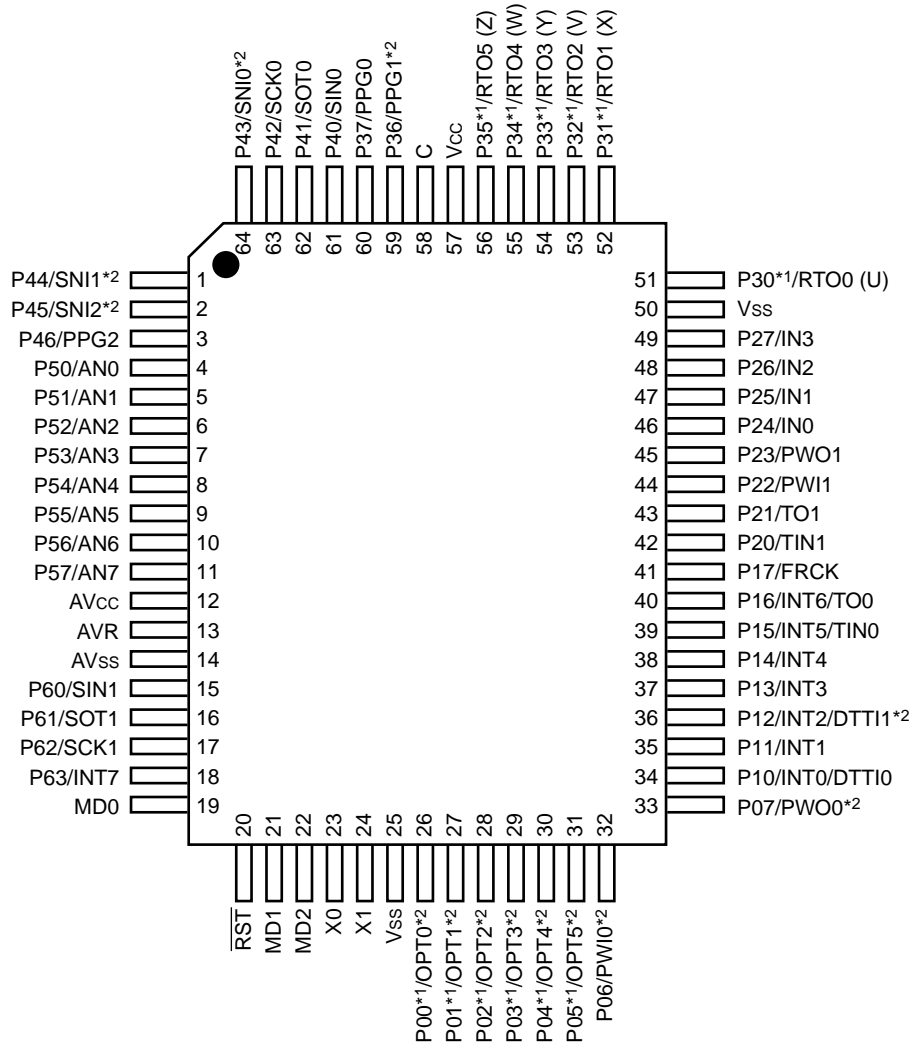 P43/SNI0*2
P42/SCK0
P41/SOT0
P40/SIN0
P37/PPG0
P36/PPG1*2
C
Vcc
P35*1/RTO5 (Z)
P34*1/RTO4 (W)
P33*1/RTO3 (Y)
P32*1/RTO2 (V)
P31*1/RTO1 (X)
64 63 62 61 60 59 58 57 56 55 54 53 52
P44/SNI1*2 1 51 P30*1/RTO0 (U)
P45/SNI2*2 2 50 Vss
P46/PPG2 3 49 P27/IN3
P50/AN0 4 48 P26/IN2
P51/AN1 5 47 P25/IN1
P52/AN2 6 46 P24/IN0
P53/AN3 7 45 P23/PWO1
P54/AN4 8 44 P22/PWI1
P55/AN5 9 43 P21/TO1
P56/AN6 10 42 P20/TIN1
P57/AN7 11 41 P17/FRCK
AVcc 12 40 P16/INT6/TO0
AVR 13 39 P15/INT5/TIN0
AVss 14 38 P14/INT4
P60/SIN1 15 37 P13/INT3
P61/SOT1 16 36 P12/INT2/DTTI1*2
P62/SCK1 17 35 P11/INT1
P63/INT7 18 34 P10/INT0/DTTI0
MD0 19 33 P07/PWO0*2
20 21 22 23 24 25 26 27 28 29 30 31 32
RST
MD1
MD2
X0
X1
Vss
P00*1/OPT0*2
P01*1/OPT1*2
P02*1/OPT2*2
P03*1/OPT3*2
P04*1/OPT4*2
P05*1/OPT5*2
P06/PWI0*2